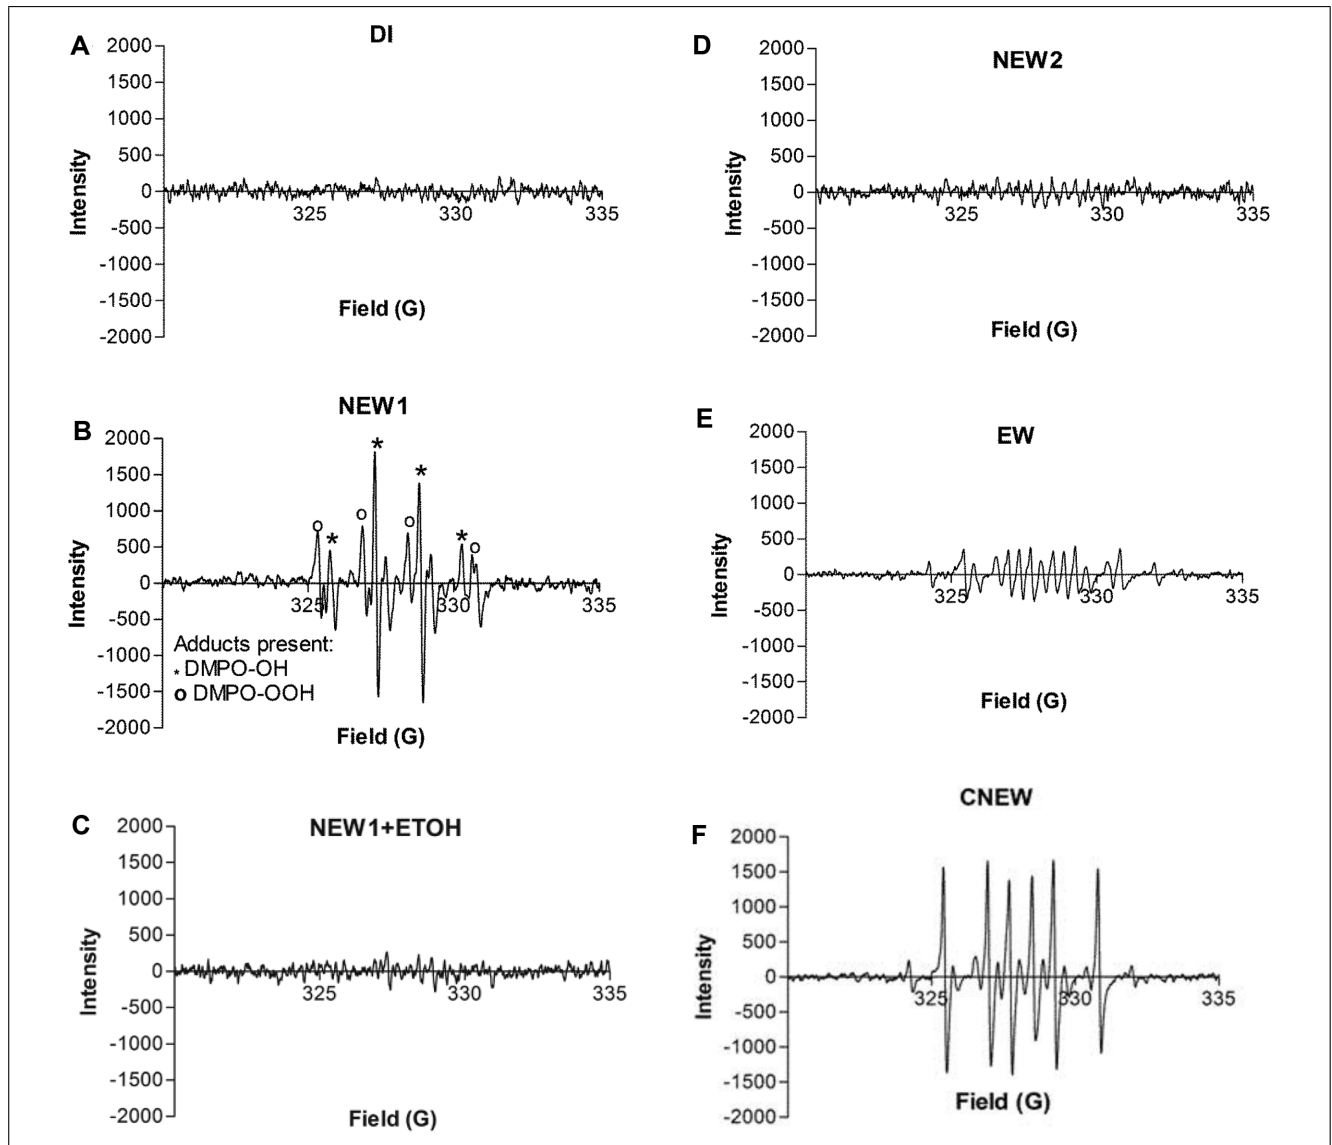 A
DI
2000
1500
1000
500
0
-500
-1000
-1500
-2000
Intensity
325
330
335
Field (G)
D
NEW2
2000
1500
1000
500
0
-500
-1000
-1500
-2000
Intensity
325
330
335
Field (G)
B
NEW1
2000
1500
1000
500
0
-500
-1000
-1500
-2000
Intensity
*
*
o
o
o
*
*
o
325
330
335
Adducts present:
* DMPO-OH
o DMPO-OOH
Field (G)
E
EW
2000
1500
1000
500
0
-500
-1000
-1500
-2000
Intensity
325
330
335
Field (G)
C
NEW1+ETOH
2000
1500
1000
500
0
-500
-1000
-1500
-2000
Intensity
325
330
335
Field (G)
F
CNEW
2000
1500
1000
500
0
-500
-1000
-1500
-2000
Intensity
325
330
335
Field (G)